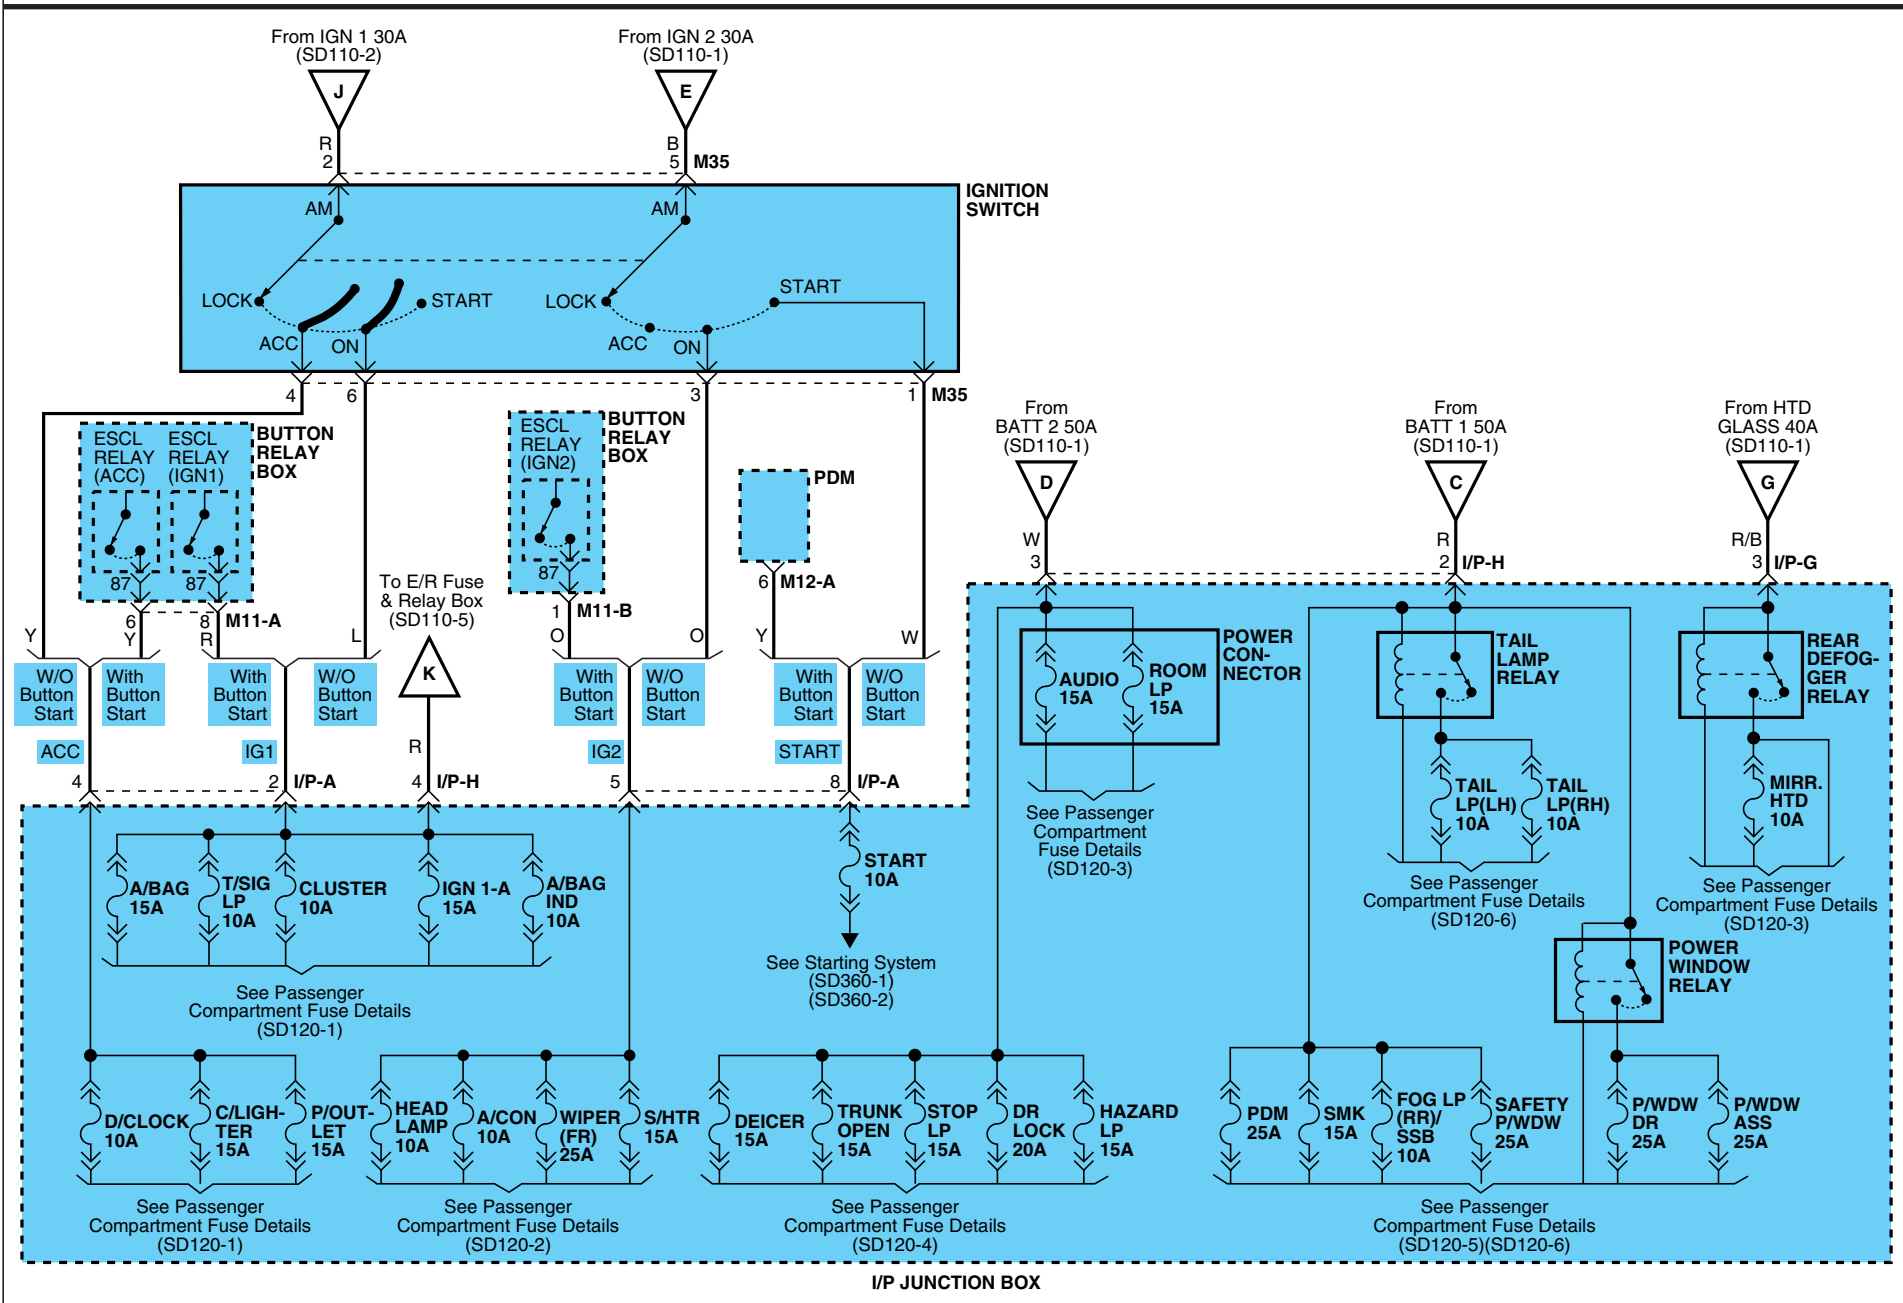 From IGN 1 30A
(SD110-2)
J
R
2
From IGN 2 30A
(SD110-1)
E
B
5 M35
IGNITION
SWITCH
AM
AM
LOCK
START
ACC
ON
LOCK
START
ACC
ON
4
6
3
1 M35
ESCL
RELAY
(ACC)
ESCL
RELAY
(IGN1)
BUTTON
RELAY
BOX
87
87
6
8 M11-A
Y
Y
R
L
ESCL
RELAY
(IGN2)
BUTTON
RELAY
BOX
87
1 M11-B
O
O
PDM
6 M12-A
Y
W
To E/R Fuse
& Relay Box
(SD110-5)
K
R
W/O
Button
Start
With
Button
Start
With
Button
Start
W/O
Button
Start
With
Button
Start
W/O
Button
Start
With
Button
Start
W/O
Button
Start
ACC
IG1
IG2
START
4
2 I/P-A
4 I/P-H
5
8 I/P-A
From
BATT 2 50A
(SD110-1)
D
W
3
From
BATT 1 50A
(SD110-1)
C
R
2 I/P-H
From HTD
GLASS 40A
(SD110-1)
G
R/B
3 I/P-G
AUDIO
15A
ROOM
LP
15A
POWER
CON-
NECTOR
See Passenger
Compartment
Fuse Details
(SD120-3)
TAIL
LAMP
RELAY
TAIL
LP(LH)
10A
TAIL
LP(RH)
10A
See Passenger
Compartment Fuse Details
(SD120-6)
REAR
DEFOG-
GER
RELAY
MIRR.
HTD
10A
See Passenger
Compartment Fuse Details
(SD120-3)
POWER
WINDOW
RELAY
A/BAG
15A
T/SIG
LP
10A
CLUSTER
10A
IGN 1-A
15A
A/BAG
IND
10A
See Passenger
Compartment Fuse Details
(SD120-1)
START
10A
See Starting System
(SD360-1)
(SD360-2)
D/CLOCK
10A
C/LIGH-
TER
15A
P/OUT-
LET
15A
See Passenger
Compartment Fuse Details
(SD120-1)
HEAD
LAMP
10A
A/CON
10A
WIPER
(FR)
25A
S/HTR
15A
See Passenger
Compartment Fuse Details
(SD120-2)
DEICER
15A
TRUNK
OPEN
15A
STOP
LP
15A
DR
LOCK
20A
HAZARD
LP
15A
See Passenger
Compartment Fuse Details
(SD120-4)
PDM
25A
SMK
15A
FOG LP
(RR)/
SSB
10A
SAFETY
P/WDW
25A
P/WDW
DR
25A
P/WDW
ASS
25A
See Passenger
Compartment Fuse Details
(SD120-5)(SD120-6)
I/P JUNCTION BOX